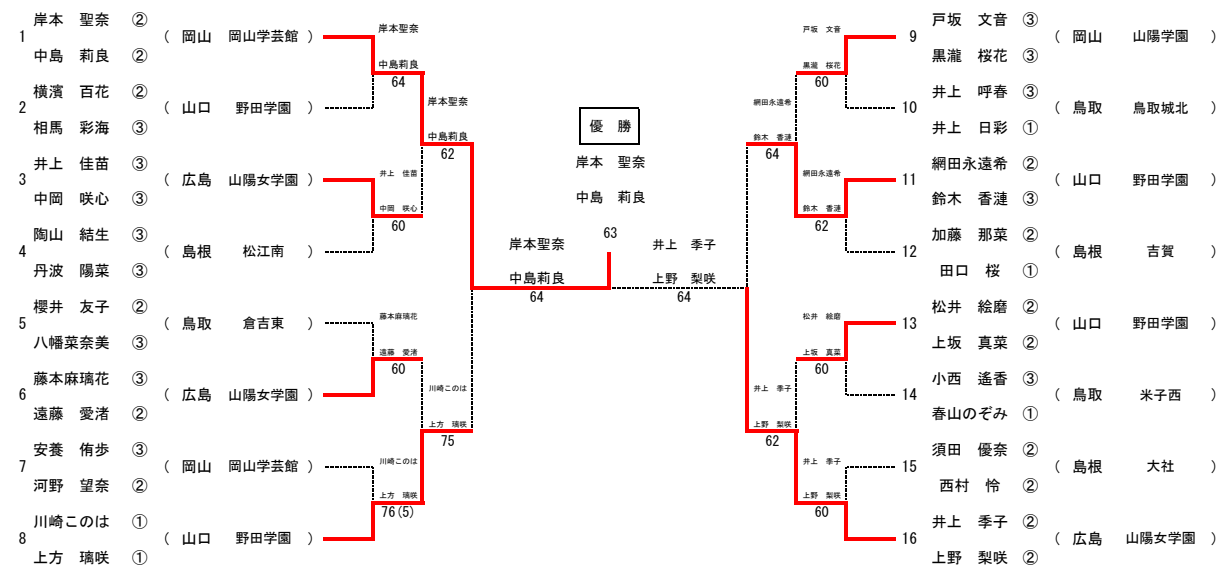 岸本 聖奈 ②
1 ( 岡山 岡山学芸館 )
中島 莉良 ②
横濱 百花 ②
2 ( 山口 野田学園 )
相馬 彩海 ③
井上 佳苗 ③
3 ( 広島 山陽女学園 )
中岡 咲心 ③
陶山 結生 ③
4 ( 島根 松江南 )
丹波 陽菜 ③
櫻井 友子 ②
5 ( 鳥取 倉吉東 )
八幡菜奈美 ③
藤本麻璃花 ③
6 ( 広島 山陽女学園 )
遠藤 愛渚 ②
安養 侑歩 ③
7 ( 岡山 岡山学芸館 )
河野 望奈 ②
川崎このは ①
8 ( 山口 野田学園 )
上方 璃咲 ①
岸本聖奈
中島莉良
64
井上 佳苗
中岡 咲心
60
藤本麻璃花
遠藤 愛渚
60
川崎このは
上方 璃咲
76(5)
岸本聖奈
中島莉良
62
川崎このは
上方 璃咲
75
岸本聖奈
中島莉良
64
優 勝
岸本 聖奈
中島 莉良
63
井上 季子
上野 梨咲
64
網田永遠希
鈴木 香漣
64
井上 季子
上野 梨咲
62
戸坂 文音
黒瀧 桜花
60
網田永遠希
鈴木 香漣
62
松井 絵磨
上坂 真菜
60
井上 季子
上野 梨咲
60
戸坂 文音 ③
9 ( 岡山 山陽学園 )
黒瀧 桜花 ③
井上 呼春 ③
10 ( 鳥取 鳥取城北 )
井上 日彩 ①
網田永遠希 ②
11 ( 山口 野田学園 )
鈴木 香漣 ③
加藤 那菜 ②
12 ( 島根 吉賀 )
田口 桜 ①
松井 絵磨 ②
13 ( 山口 野田学園 )
上坂 真菜 ②
小西 遙香 ③
14 ( 鳥取 米子西 )
春山のぞみ ①
須田 優奈 ②
15 ( 島根 大社 )
西村 怜 ②
井上 季子 ②
16 ( 広島 山陽女学園 )
上野 梨咲 ②